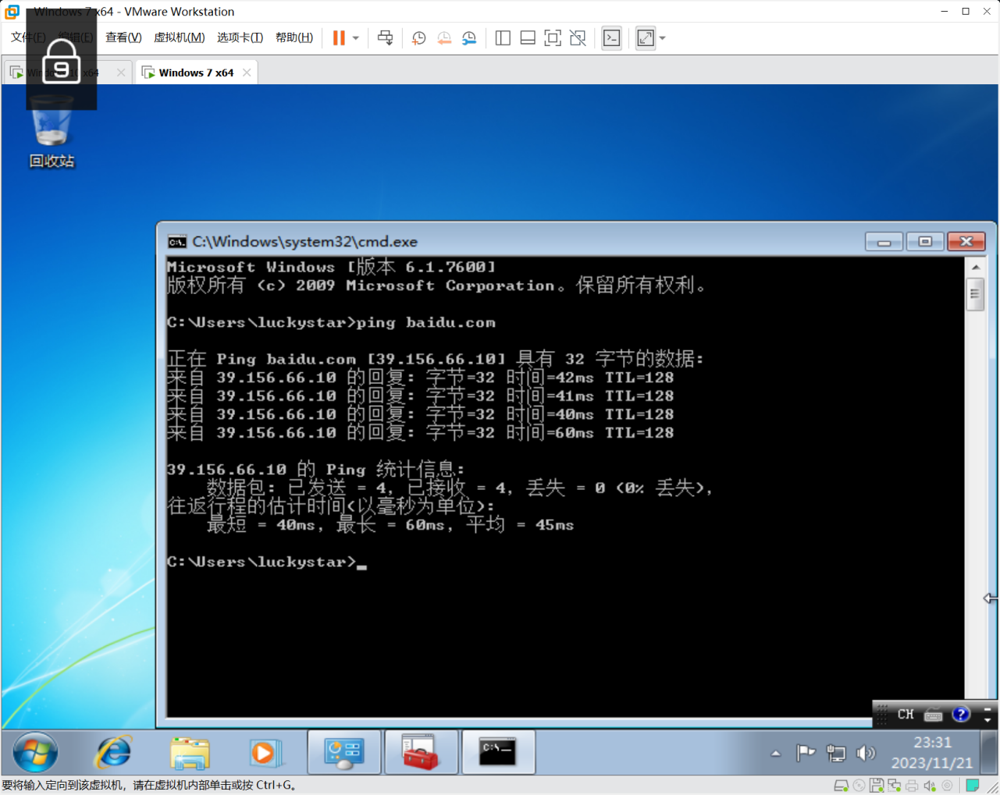 Windows 7 x64 - VMware Workstation
文件(F) 编辑(E) 查看(V) 虚拟机(M) 选项卡(T) 帮助(H)
9
Windows 7 x64
回收站
C:\Windows\system32\cmd.exe
Microsoft Windows [版本 6.1.7600]
版权所有 (c) 2009 Microsoft Corporation。保留所有权利。
C:\Users\luckystar>ping baidu.com
正在 Ping baidu.com [39.156.66.10] 具有 32 字节的数据:
来自 39.156.66.10 的回复: 字节=32 时间=42ms TTL=128
来自 39.156.66.10 的回复: 字节=32 时间=41ms TTL=128
来自 39.156.66.10 的回复: 字节=32 时间=40ms TTL=128
来自 39.156.66.10 的回复: 字节=32 时间=60ms TTL=128
39.156.66.10 的 Ping 统计信息:
数据包: 已发送 = 4, 已接收 = 4, 丢失 = 0 (0% 丢失),
往返行程的估计时间(以毫秒为单位):
最短 = 40ms, 最长 = 60ms, 平均 = 45ms
C:\Users\luckystar>_
CH
C:\_
23:31
2023/11/21
要将输入定向到该虚拟机，请在虚拟机内部单击或按 Ctrl+G。